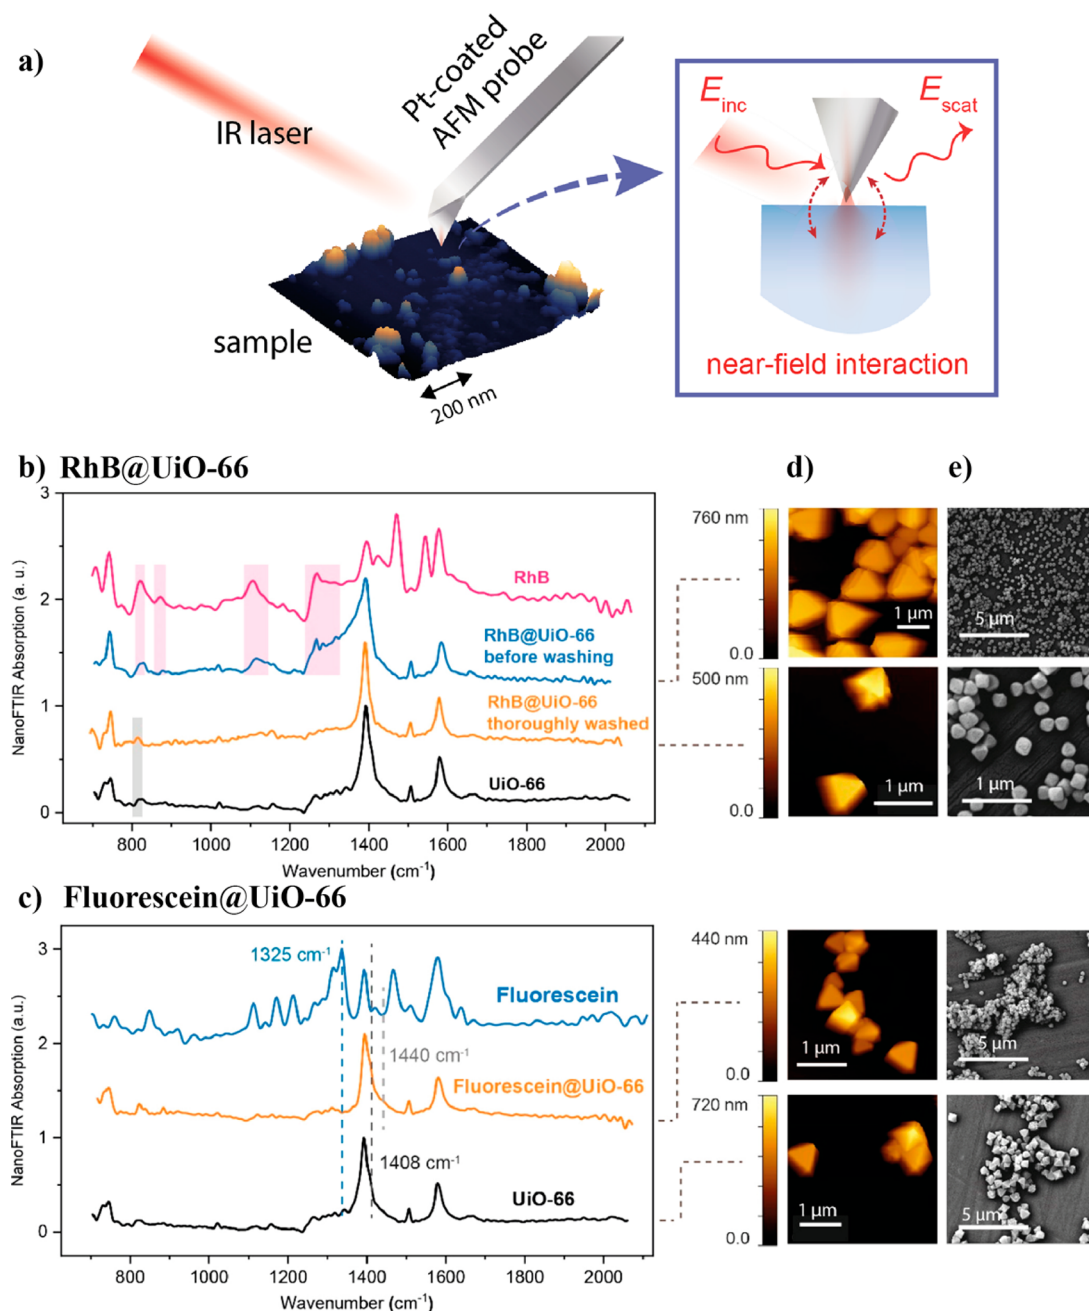 a)
IR laser
Pt-coated
AFM probe
sample
200 nm
E inc
E scat
near-field interaction
b) RhB@UiO-66
d)
e)
NanoFTIR Absorption (a. u.)
3
2
1
0
RhB
RhB@UiO-66
before washing
RhB@UiO-66
thoroughly washed
UiO-66
800 1000 1200 1400 1600 1800 2000
Wavenumber (cm⁻¹)
760 nm
0.0
1 µm
5 µm
500 nm
0.0
1 µm
1 µm
c) Fluorescein@UiO-66
NanoFTIR Absorption (a.u.)
3
2
1
0
1325 cm⁻¹
Fluorescein
1440 cm⁻¹
Fluorescein@UiO-66
1408 cm⁻¹
UiO-66
800 1000 1200 1400 1600 1800 2000
Wavenumber (cm⁻¹)
440 nm
0.0
1 µm
5 µm
720 nm
0.0
1 µm
5 µm